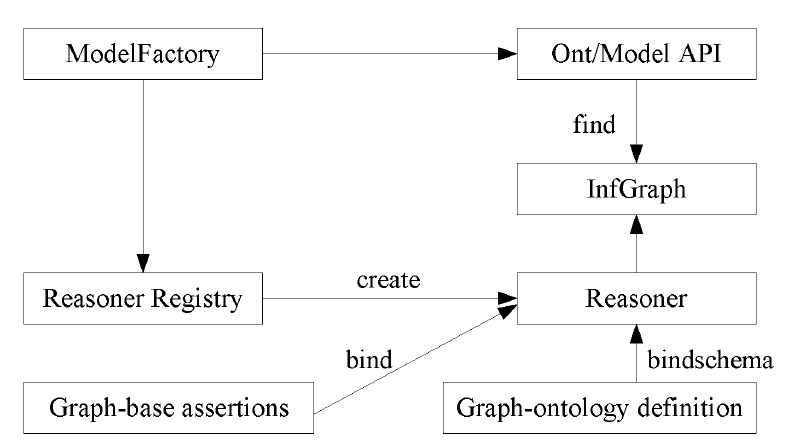 ModelFactory
Ont/Model API
find
InfGraph
Reasoner Registry
create
Reasoner
bind
bindschema
Graph-base assertions
Graph-ontology definition